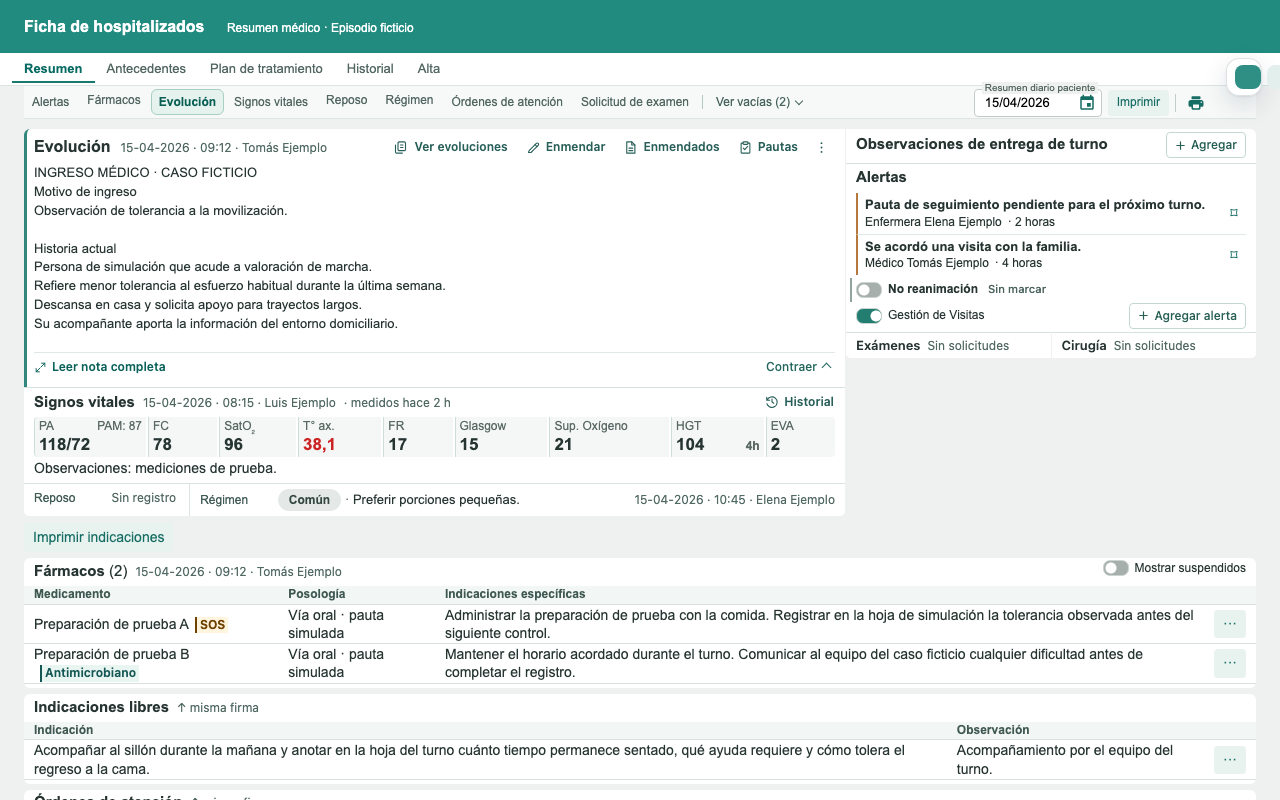 Ficha de hospitalizados Resumen médico · Episodio ficticio
Resumen Antecedentes Plan de tratamiento Historial Alta
Alertas Fármacos Evolución Signos vitales Reposo Régimen Órdenes de atención Solicitud de examen Ver vacías (2)
Resumen diario paciente
15/04/2026 Imprimir
Evolución 15-04-2026 · 09:12 · Tomás Ejemplo Ver evoluciones Enmendar Enmendados Pautas
INGRESO MÉDICO · CASO FICTICIO
Motivo de ingreso
Observación de tolerancia a la movilización.
Historia actual
Persona de simulación que acude a valoración de marcha.
Refiere menor tolerancia al esfuerzo habitual durante la última semana.
Descansa en casa y solicita apoyo para trayectos largos.
Su acompañante aporta la información del entorno domiciliario.
Leer nota completa Contraer
Observaciones de entrega de turno + Agregar
Alertas
Pauta de seguimiento pendiente para el próximo turno.
Enfermera Elena Ejemplo · 2 horas
Se acordó una visita con la familia.
Médico Tomás Ejemplo · 4 horas
No reanimación Sin marcar
Gestión de Visitas + Agregar alerta
Exámenes Sin solicitudes Cirugía Sin solicitudes
Signos vitales 15-04-2026 · 08:15 · Luis Ejemplo · medidos hace 2 h Historial
PA PAM: 87 FC SatO₂ T° ax. FR Glasgow Sup. Oxígeno HGT EVA
118/72 78 96 38,1 17 15 21 104 4h 2
Observaciones: mediciones de prueba.
Reposo Sin registro Régimen Común · Preferir porciones pequeñas. 15-04-2026 · 10:45 · Elena Ejemplo
Imprimir indicaciones
Fármacos (2) 15-04-2026 · 09:12 · Tomás Ejemplo Mostrar suspendidos
Medicamento Posología Indicaciones específicas
Preparación de prueba A SOS Vía oral · pauta simulada Administrar la preparación de prueba con la comida. Registrar en la hoja de simulación la tolerancia observada antes del
siguiente control.
Preparación de prueba B Antimicrobiano Vía oral · pauta simulada Mantener el horario acordado durante el turno. Comunicar al equipo del caso ficticio cualquier dificultad antes de
completar el registro.
Indicaciones libres ↑ misma firma
Indicación Observación
Acompañar al sillón durante la mañana y anotar en la hoja del turno cuánto tiempo permanece sentado, qué ayuda requiere y cómo tolera el
regreso a la cama.
Acompañamiento por el equipo del
turno.